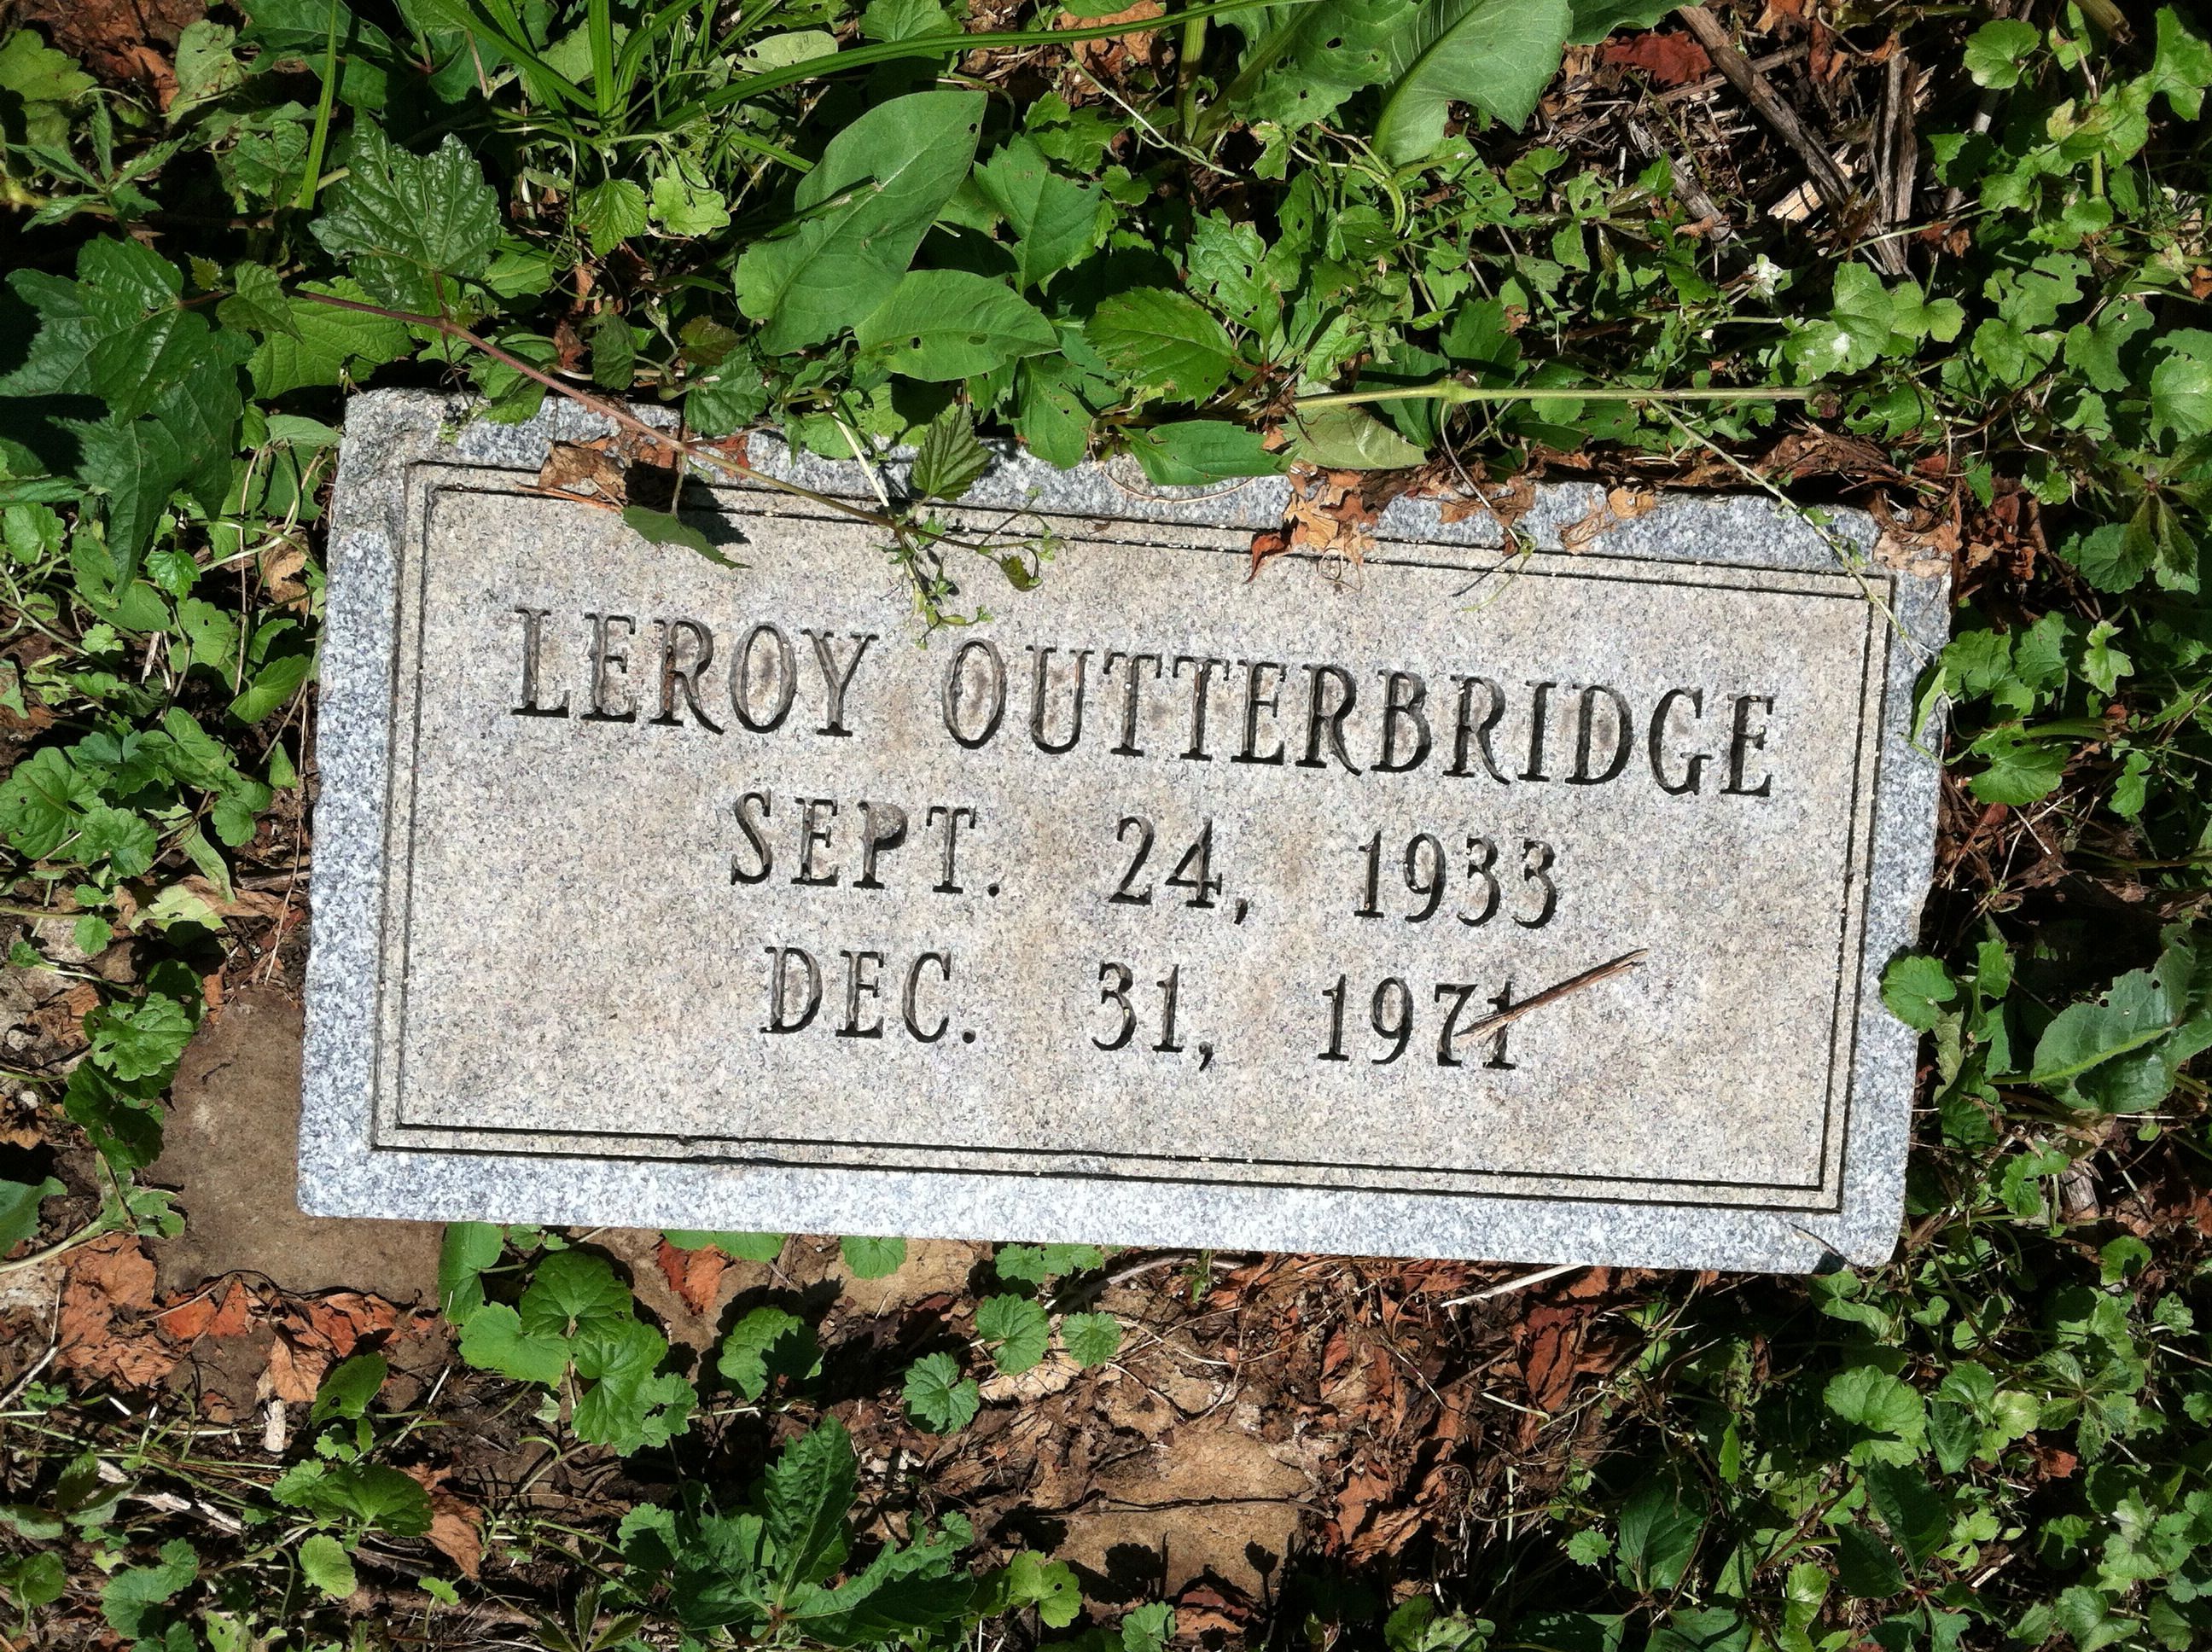 LEROY OUTTERBRIDGE
SEPT. 24, 1933
DEC. 31, 1971